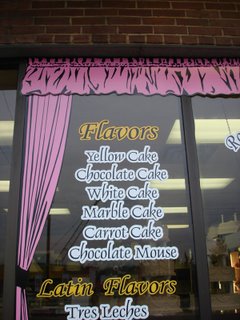 Flavors
Yellow Cake
Chocolate Cake
White Cake
Marble Cake
Carrot Cake
Chocolate Mouse
Latin Flavors
Tres Leches